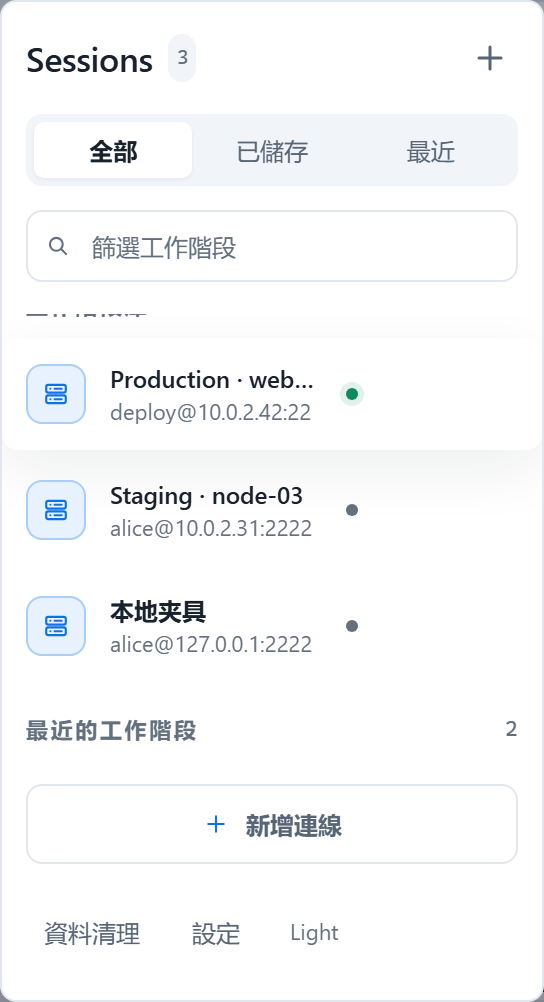 Sessions 3
全部 已儲存 最近
篩選工作階段
Production · web...
deploy@10.0.2.42:22
Staging · node-03
alice@10.0.2.31:2222
本地夹具
alice@127.0.0.1:2222
最近的工作階段 2
新增連線
資料清理 設定 Light